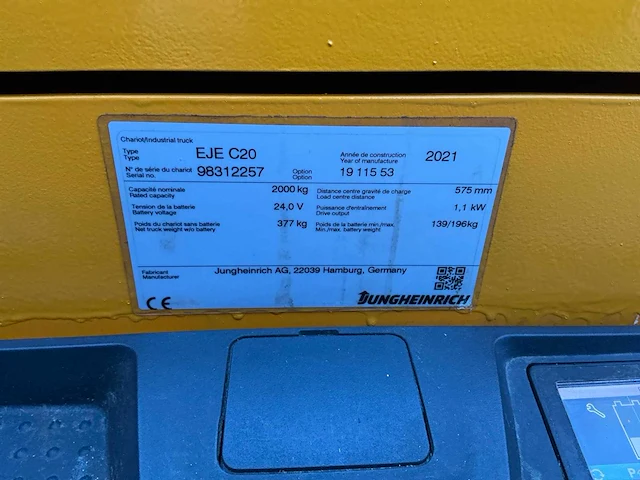 Chariot/Industrial truck
Type EJE C20 Année de construction 2021
Type Year of manufacture
N° de série du chariot 98312257 Option 19 115 53
Serial no. Option
Capacité nominale 2000 kg Distance centre gravité de charge 575 mm
Rated capacity Load centre distance
Tension de la batterie 24,0 V Puissance d'entraînement 1,1 kW
Battery voltage Drive output
Poids du chariot sans batterie 377 kg Poids de la batterie min./max. 139/196kg
Net truck weight w/o battery Min./max. battery weight
Fabricant Jungheinrich AG, 22039 Hamburg, Germany
Manufacturer
CE JUNGHEINRICH